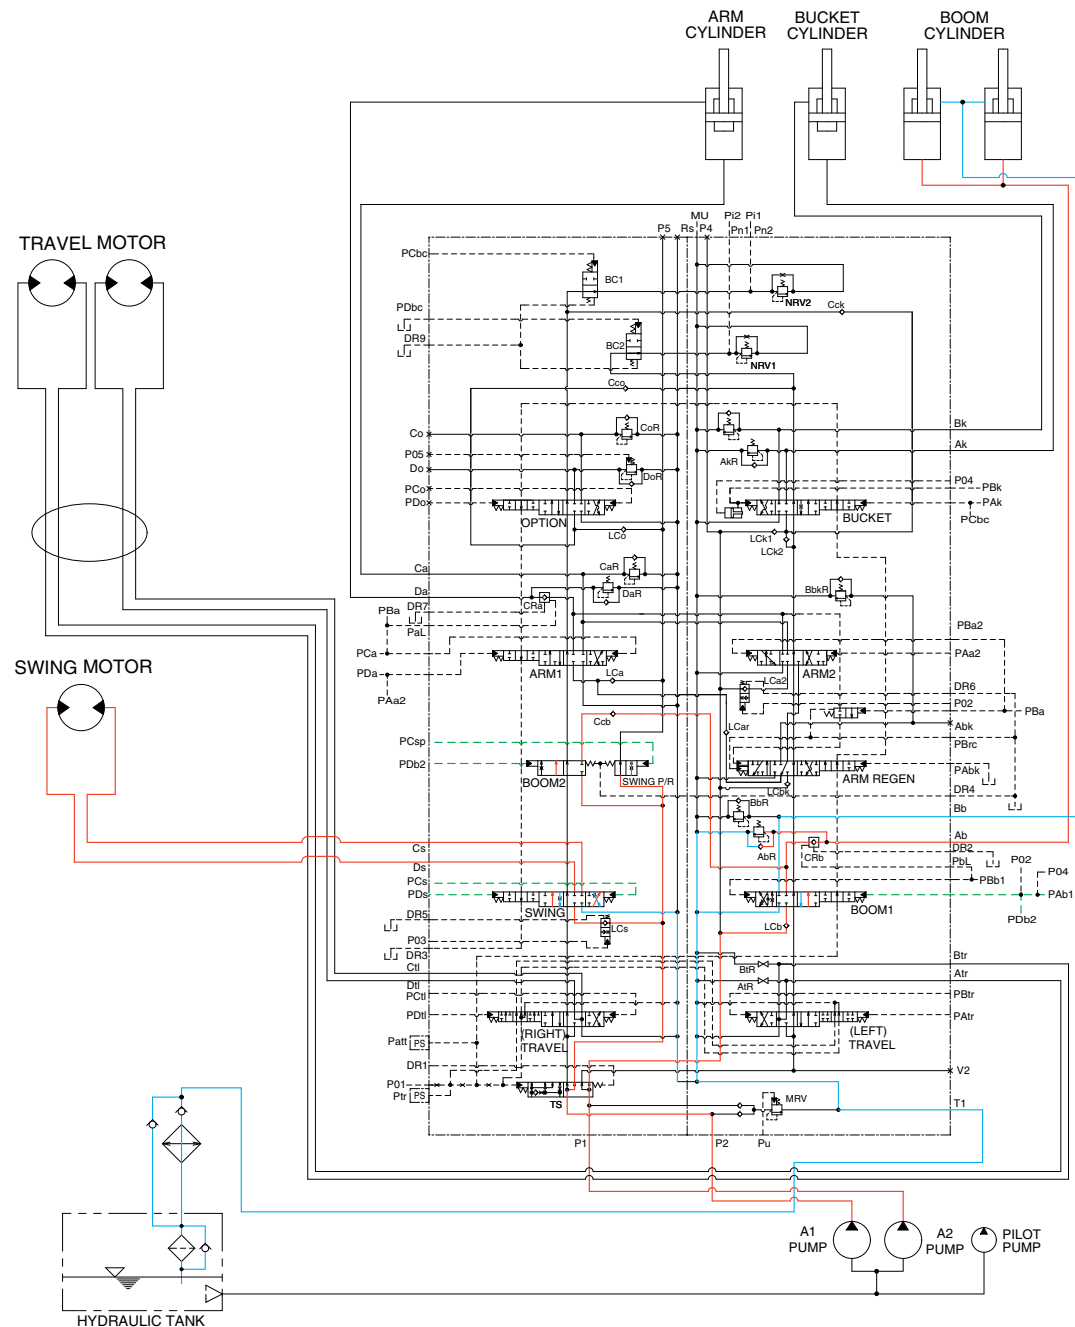 ARM
CYLINDER
BUCKET
CYLINDER
BOOM
CYLINDER
TRAVEL MOTOR
SWING MOTOR
MU
Pi2
Pi1
P5
Rs
P4
Pn1
Pn2
PCbc
BC1
NRV2
PDbc
Cck
DR9
BC2
NRV1
Cco
Co
CoR
Bk
Ak
P05
AkR
Do
DoR
P04
PCo
PBk
PDo
PAk
OPTION
BUCKET
PCbc
LCo
LCk1
LCk2
Ca
CaR
Da
DaR
BbkR
DR7
CRa
PBa
PaL
PBa2
PCa
PAa2
PDa
ARM1
LCa
LCa2
ARM2
PAa2
DR6
P02
Ccb
LCar
PBa
Abk
PCsp
PBrc
PDb2
PAbk
BOOM2
SWING P/R
ARM REGEN
LCbk
DR4
BbR
Bb
Cs
AbR
CRb
Ab
DR2
Ds
PbL
P02
PCs
PBb1
P04
PDs
PAb1
SWING
BOOM1
DR5
PDb2
LCs
LCb
P03
DR3
Btr
Ctl
BtR
Atr
Dtl
AtR
PCtl
PBtr
PDtl
PAtr
(RIGHT)
TRAVEL
(LEFT)
TRAVEL
Patt
PS
DR1
V2
P01
Ptr
PS
TS
MRV
T1
P1
P2
Pu
A1
PUMP
A2
PUMP
PILOT
PUMP
HYDRAULIC TANK